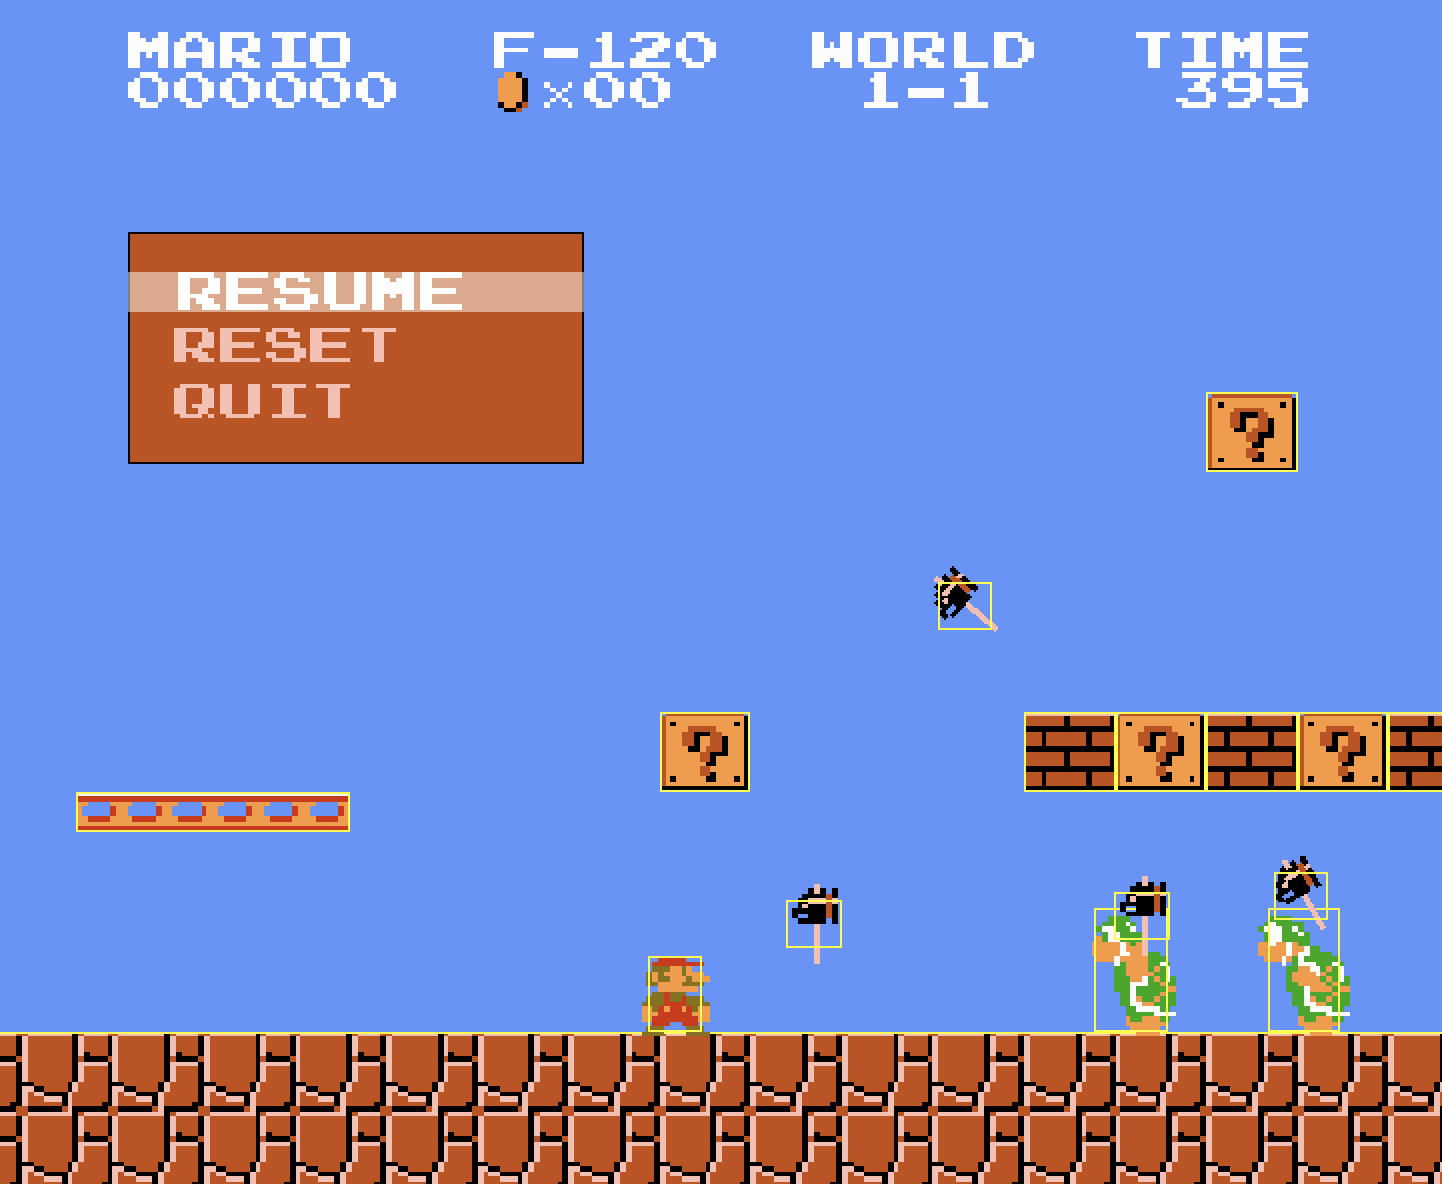 MARIO F-120 WORLD TIME
000000 ×00 1-1 395
RESUME
RESET
QUIT
?
? ? ?